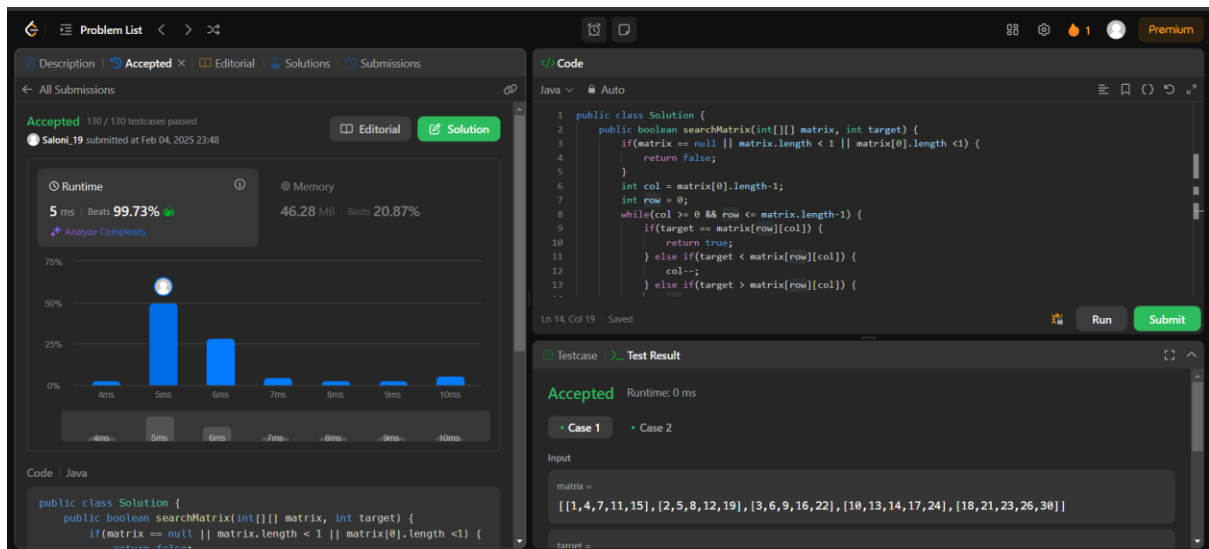 Problem List
1
Premium
Description | Accepted × | Editorial | Solutions | Submissions
← All Submissions
Accepted 130 / 130 testcases passed
Saloni_19 submitted at Feb 04, 2025 23:48
Editorial
Solution
Runtime
5 ms | Beats 99.73%
Analyze Complexity
Memory
46.28 MB | Beats 20.87%
75%
50%
25%
0%
4ms 5ms 6ms 7ms 8ms 9ms 10ms
4ms 5ms 6ms 7ms 8ms 9ms 10ms
Code | Java
public class Solution {
public boolean searchMatrix(int[][] matrix, int target) {
if(matrix == null || matrix.length < 1 || matrix[0].length <1) {
return false;
</> Code
Java Auto
1 public class Solution {
2 public boolean searchMatrix(int[][] matrix, int target) {
3 if(matrix == null || matrix.length < 1 || matrix[0].length <1) {
4 return false;
5 }
6 int col = matrix[0].length-1;
7 int row = 0;
8 while(col >= 0 && row <= matrix.length-1) {
9 if(target == matrix[row][col]) {
10 return true;
11 } else if(target < matrix[row][col]) {
12 col--;
13 } else if(target > matrix[row][col]) {
Ln 14, Col 19 Saved
Run
Submit
Testcase | >_ Test Result
Accepted Runtime: 0 ms
• Case 1 • Case 2
Input
matrix =
[[1,4,7,11,15],[2,5,8,12,19],[3,6,9,16,22],[10,13,14,17,24],[18,21,23,26,30]]
target =